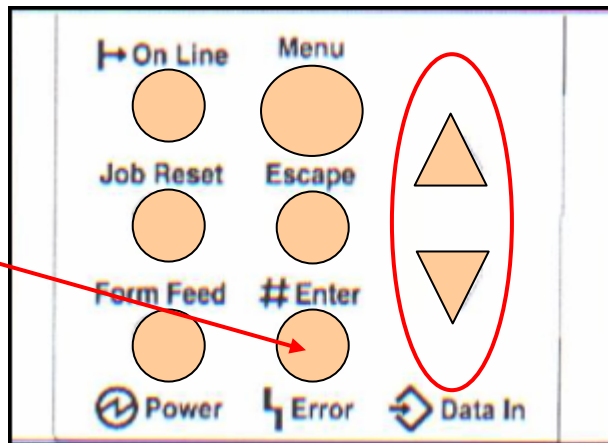 On Line Menu
Job Reset Escape
Form Feed # Enter
Power Error Data In